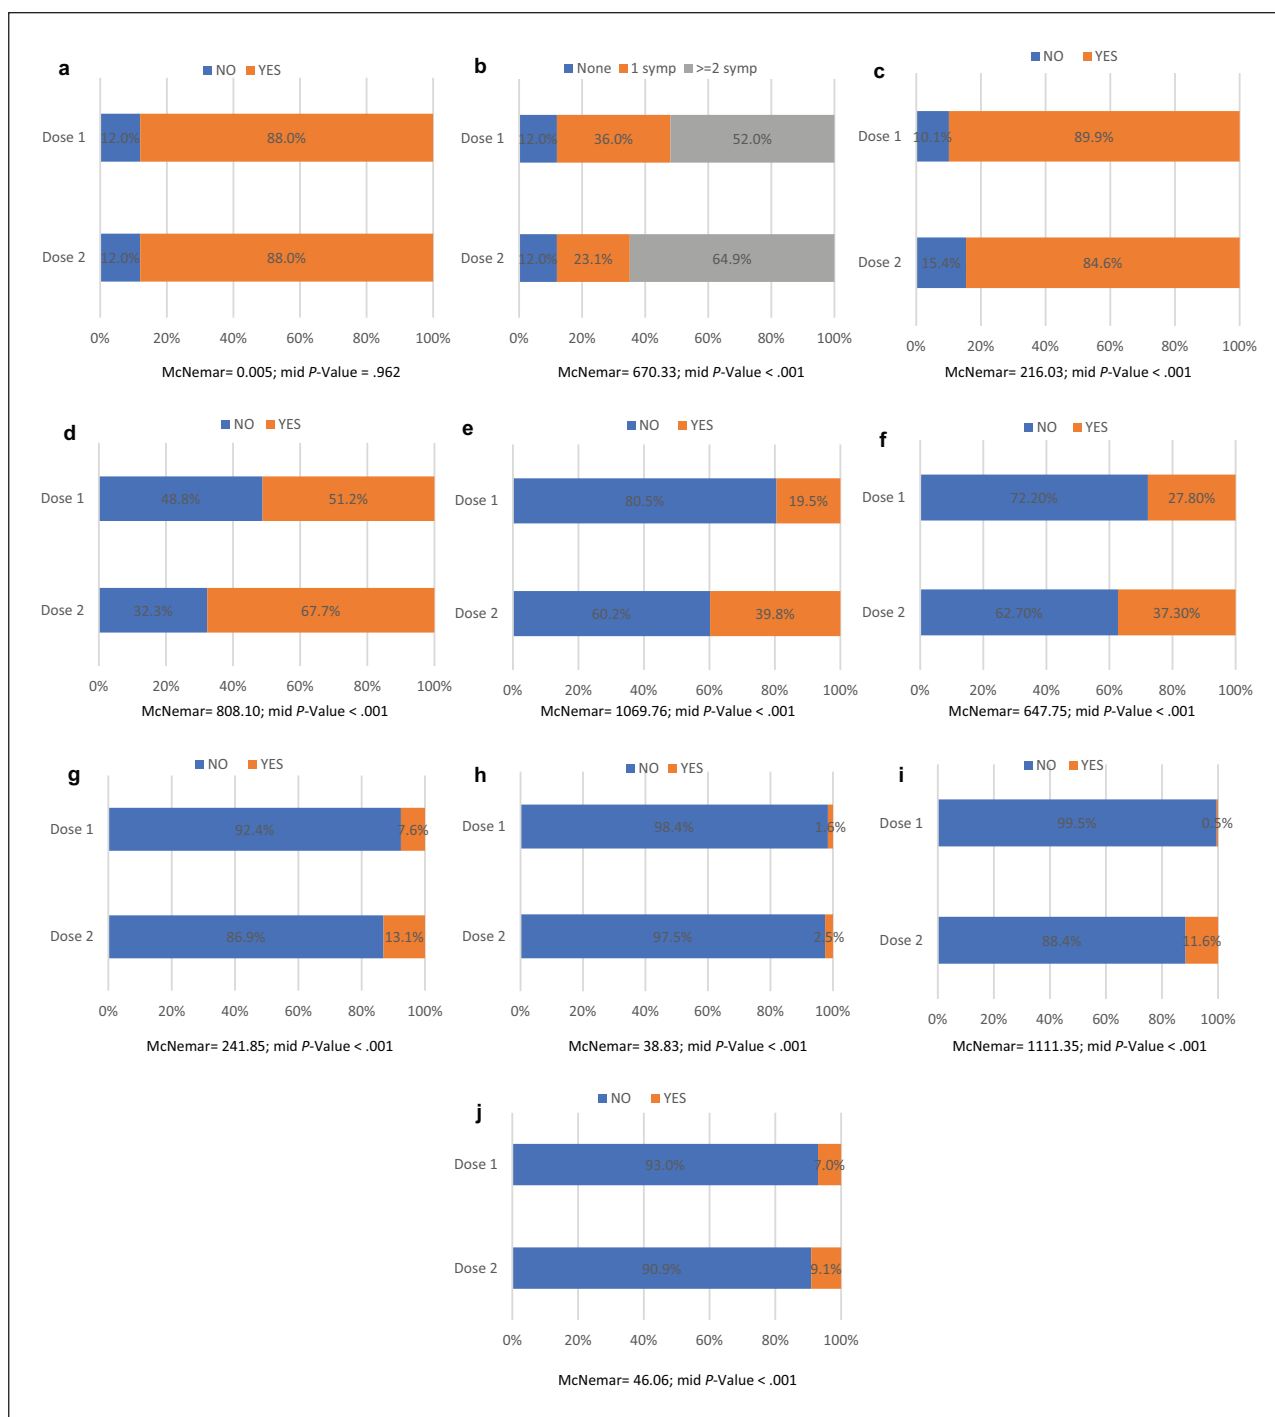 a
NO YES
Dose 1 12.0% 88.0%
Dose 2 12.0% 88.0%
0% 20% 40% 60% 80% 100%
McNemar= 0.005; mid P-Value = .962
b
None 1 symp >=2 symp
Dose 1 12.0% 36.0% 52.0%
Dose 2 12.0% 23.1% 64.9%
0% 20% 40% 60% 80% 100%
McNemar= 670.33; mid P-Value < .001
c
NO YES
Dose 1 10.1% 89.9%
Dose 2 15.4% 84.6%
0% 20% 40% 60% 80% 100%
McNemar= 216.03; mid P-Value < .001
d
NO YES
Dose 1 48.8% 51.2%
Dose 2 32.3% 67.7%
0% 20% 40% 60% 80% 100%
McNemar= 808.10; mid P-Value < .001
e
NO YES
Dose 1 80.5% 19.5%
Dose 2 60.2% 39.8%
0% 20% 40% 60% 80% 100%
McNemar= 1069.76; mid P-Value < .001
f
NO YES
Dose 1 72.20% 27.80%
Dose 2 62.70% 37.30%
0% 20% 40% 60% 80% 100%
McNemar= 647.75; mid P-Value < .001
g
NO YES
Dose 1 92.4% 7.6%
Dose 2 86.9% 13.1%
0% 20% 40% 60% 80% 100%
McNemar= 241.85; mid P-Value < .001
h
NO YES
Dose 1 98.4% 1.6%
Dose 2 97.5% 2.5%
0% 20% 40% 60% 80% 100%
McNemar= 38.83; mid P-Value < .001
i
NO YES
Dose 1 99.5% 0.5%
Dose 2 88.4% 11.6%
0% 20% 40% 60% 80% 100%
McNemar= 1111.35; mid P-Value < .001
j
NO YES
Dose 1 93.0% 7.0%
Dose 2 90.9% 9.1%
0% 20% 40% 60% 80% 100%
McNemar= 46.06; mid P-Value < .001